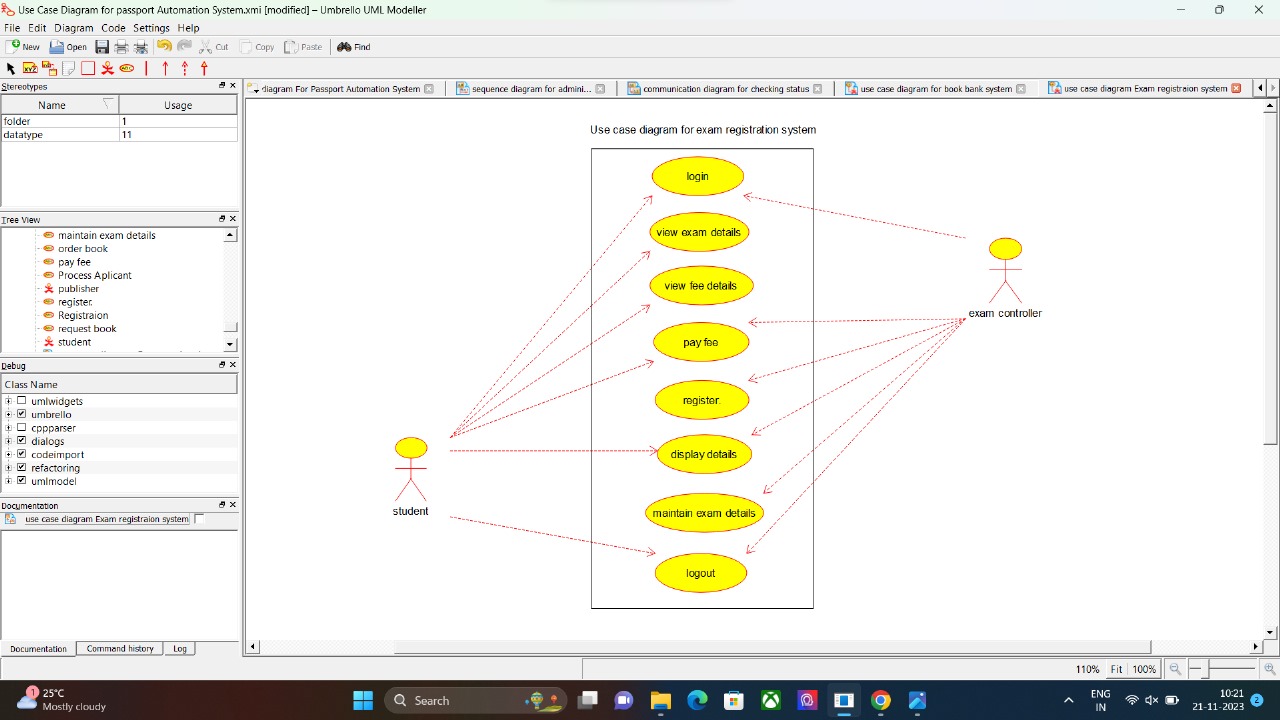 Use Case Diagram for passport Automation System.xmi [modified] – Umbrello UML Modeller
File Edit Diagram Code Settings Help
New Open Cut Copy Paste Find
Stereotypes
Name Usage
folder 1
datatype 11
Tree View
maintain exam details
order book
pay fee
Process Aplicant
publisher
register.
Registraion
request book
student
Debug
Class Name
umlwidgets
umbrello
cppparser
dialogs
codeimport
refactoring
umlmodel
Documentation
use case diagram Exam registraion system
Documentation Command history Log
diagram For Passport Automation System sequence diagram for admini... communication diagram for checking status use case diagram for book bank system use case diagram Exam registraion system
Use case diagram for exam registration system
login
view exam details
view fee details
pay fee
register.
display details
maintain exam details
logout
student
exam controller
110% Fit 100%
1
25°C
Mostly cloudy
Search
ENG
IN
10:21
21-11-2023
2